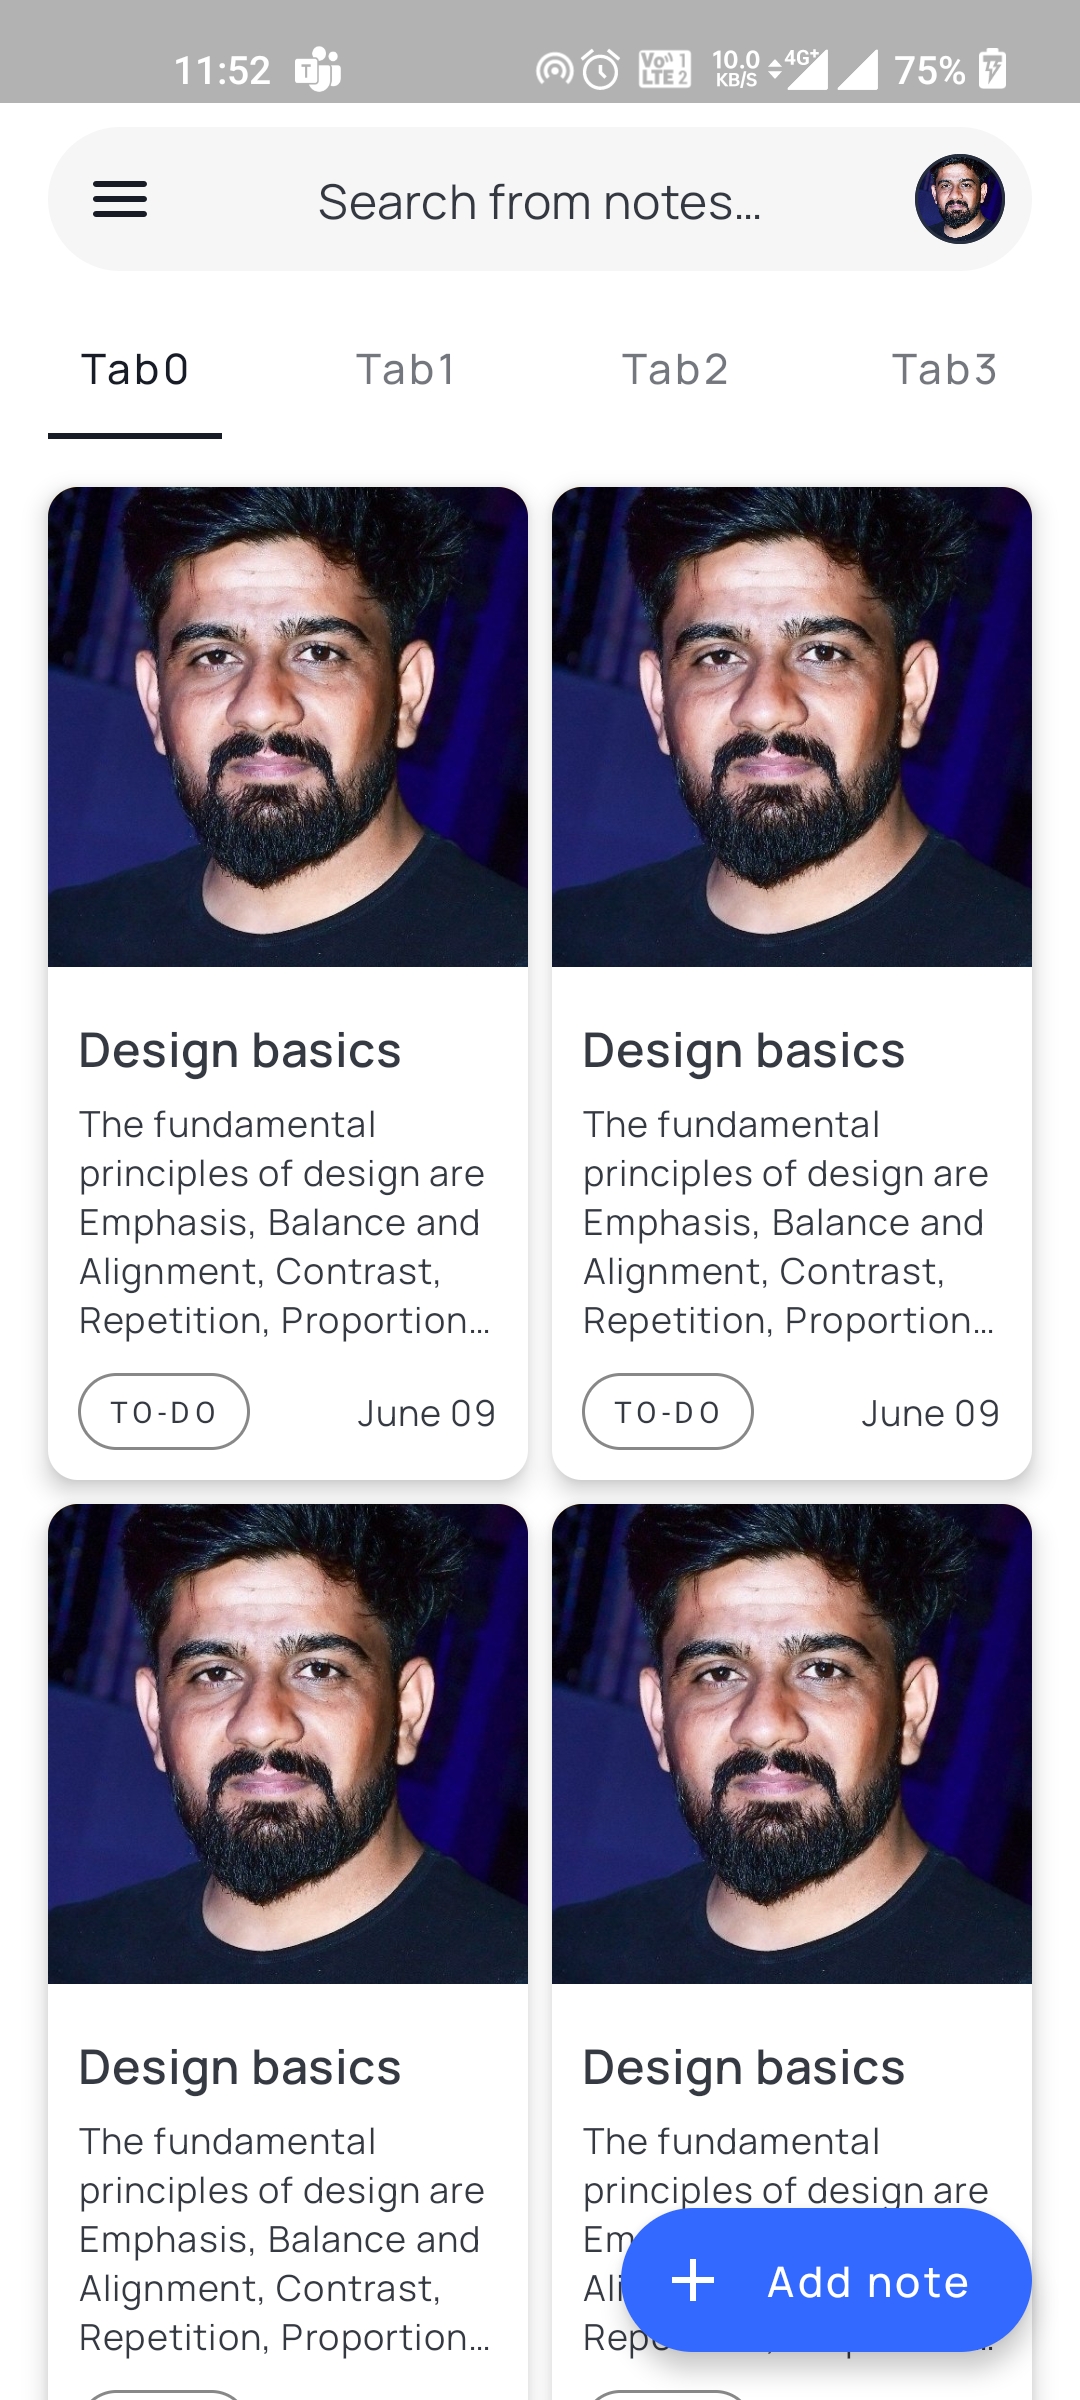 11:52 T Vo)) 1 LTE 2 10.0 KB/S 4G+ 75%
Search from notes...
Tab0 Tab1 Tab2 Tab3
Design basics
The fundamental
principles of design are
Emphasis, Balance and
Alignment, Contrast,
Repetition, Proportion...
TO-DO June 09
Design basics
The fundamental
principles of design are
Emphasis, Balance and
Alignment, Contrast,
Repetition, Proportion...
TO-DO June 09
Design basics
The fundamental
principles of design are
Emphasis, Balance and
Alignment, Contrast,
Repetition, Proportion...
Design basics
The fundamental
principles of design are
Em
Ali
Rep
Add note